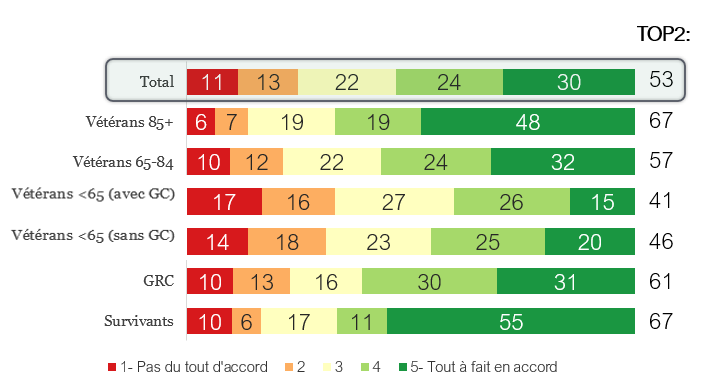 TOP2:
Total 11 13 22 24 30 53
Vétérans 85+ 6 7 19 19 48 67
Vétérans 65-84 10 12 22 24 32 57
Vétérans <65 (avec GC) 17 16 27 26 15 41
Vétérans <65 (sans GC) 14 18 23 25 20 46
GRC 10 13 16 30 31 61
Survivants 10 6 17 11 55 67
1- Pas du tout d'accord 2 3 4 5- Tout à fait en accord